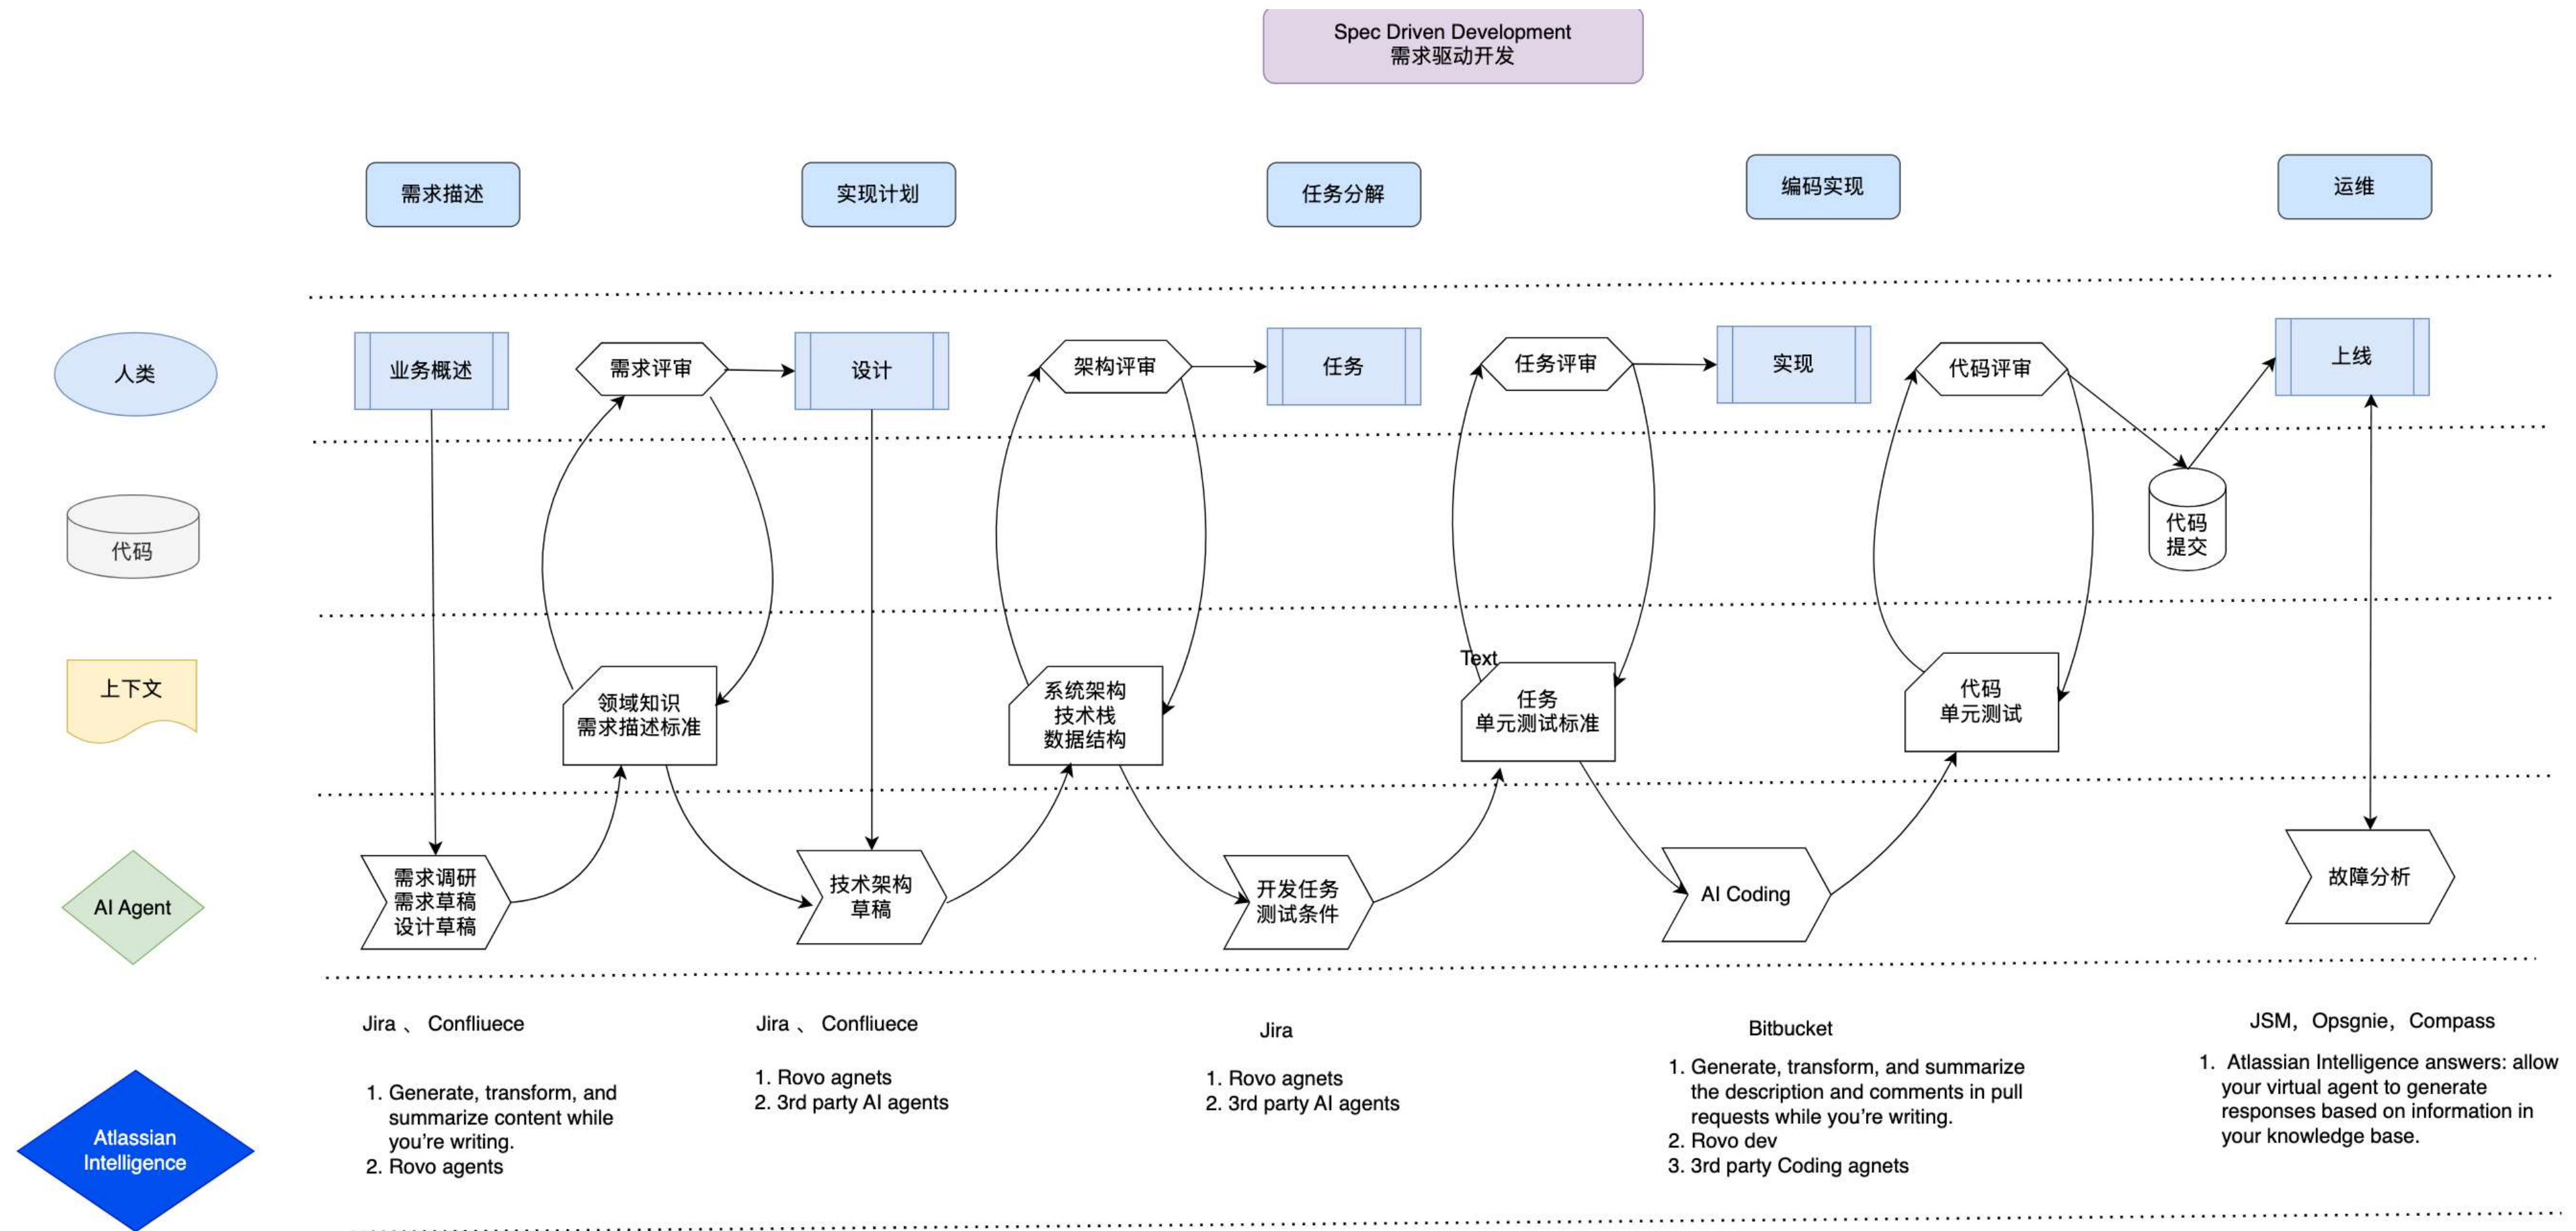 Spec Driven Development
需求驱动开发
需求描述
实现计划
任务分解
编码实现
运维
人类
业务概述
需求评审
设计
架构评审
任务
任务评审
实现
代码评审
上线
代码
代码
提交
上下文
领域知识
需求描述标准
系统架构
技术栈
数据结构
Text
任务
单元测试标准
代码
单元测试
AI Agent
需求调研
需求草稿
设计草稿
技术架构
草稿
开发任务
测试条件
AI Coding
故障分析
Atlassian
Intelligence
Jira 、 Confliuece
1. Generate, transform, and
summarize content while
you're writing.
2. Rovo agents
Jira 、 Confliuece
1. Rovo agnets
2. 3rd party AI agents
Jira
1. Rovo agnets
2. 3rd party AI agents
Bitbucket
1. Generate, transform, and summarize
the description and comments in pull
requests while you're writing.
2. Rovo dev
3. 3rd party Coding agnets
JSM，Opsgnie，Compass
1. Atlassian Intelligence answers: allow
your virtual agent to generate
responses based on information in
your knowledge base.